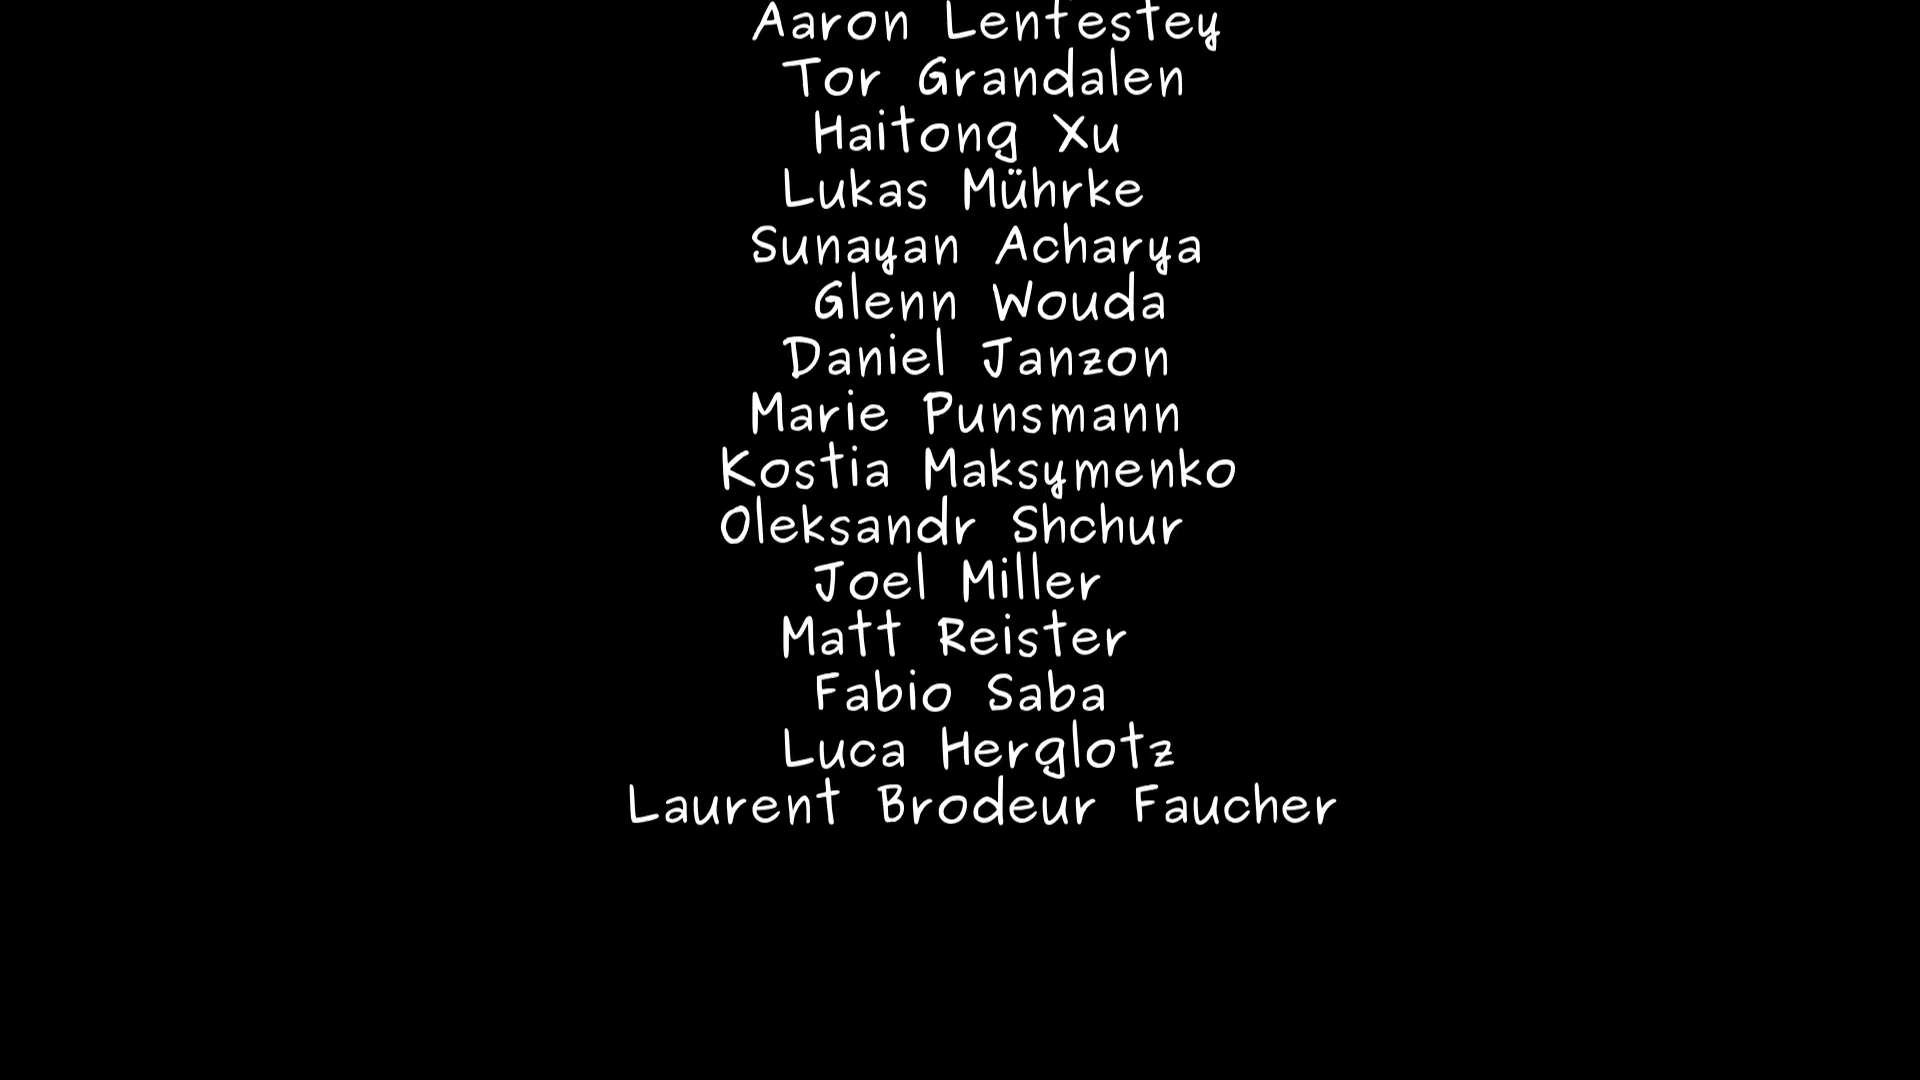 Aaron Lenfestey
Tor Grandalen
Haitong Xu
Lukas Mührke
Sunayan Acharya
Glenn Wouda
Daniel Janzon
Marie Punsmann
Kostia Maksymenko
Oleksandr Shchur
Joel Miller
Matt Reister
Fabio Saba
Luca Herglotz
Laurent Brodeur Faucher